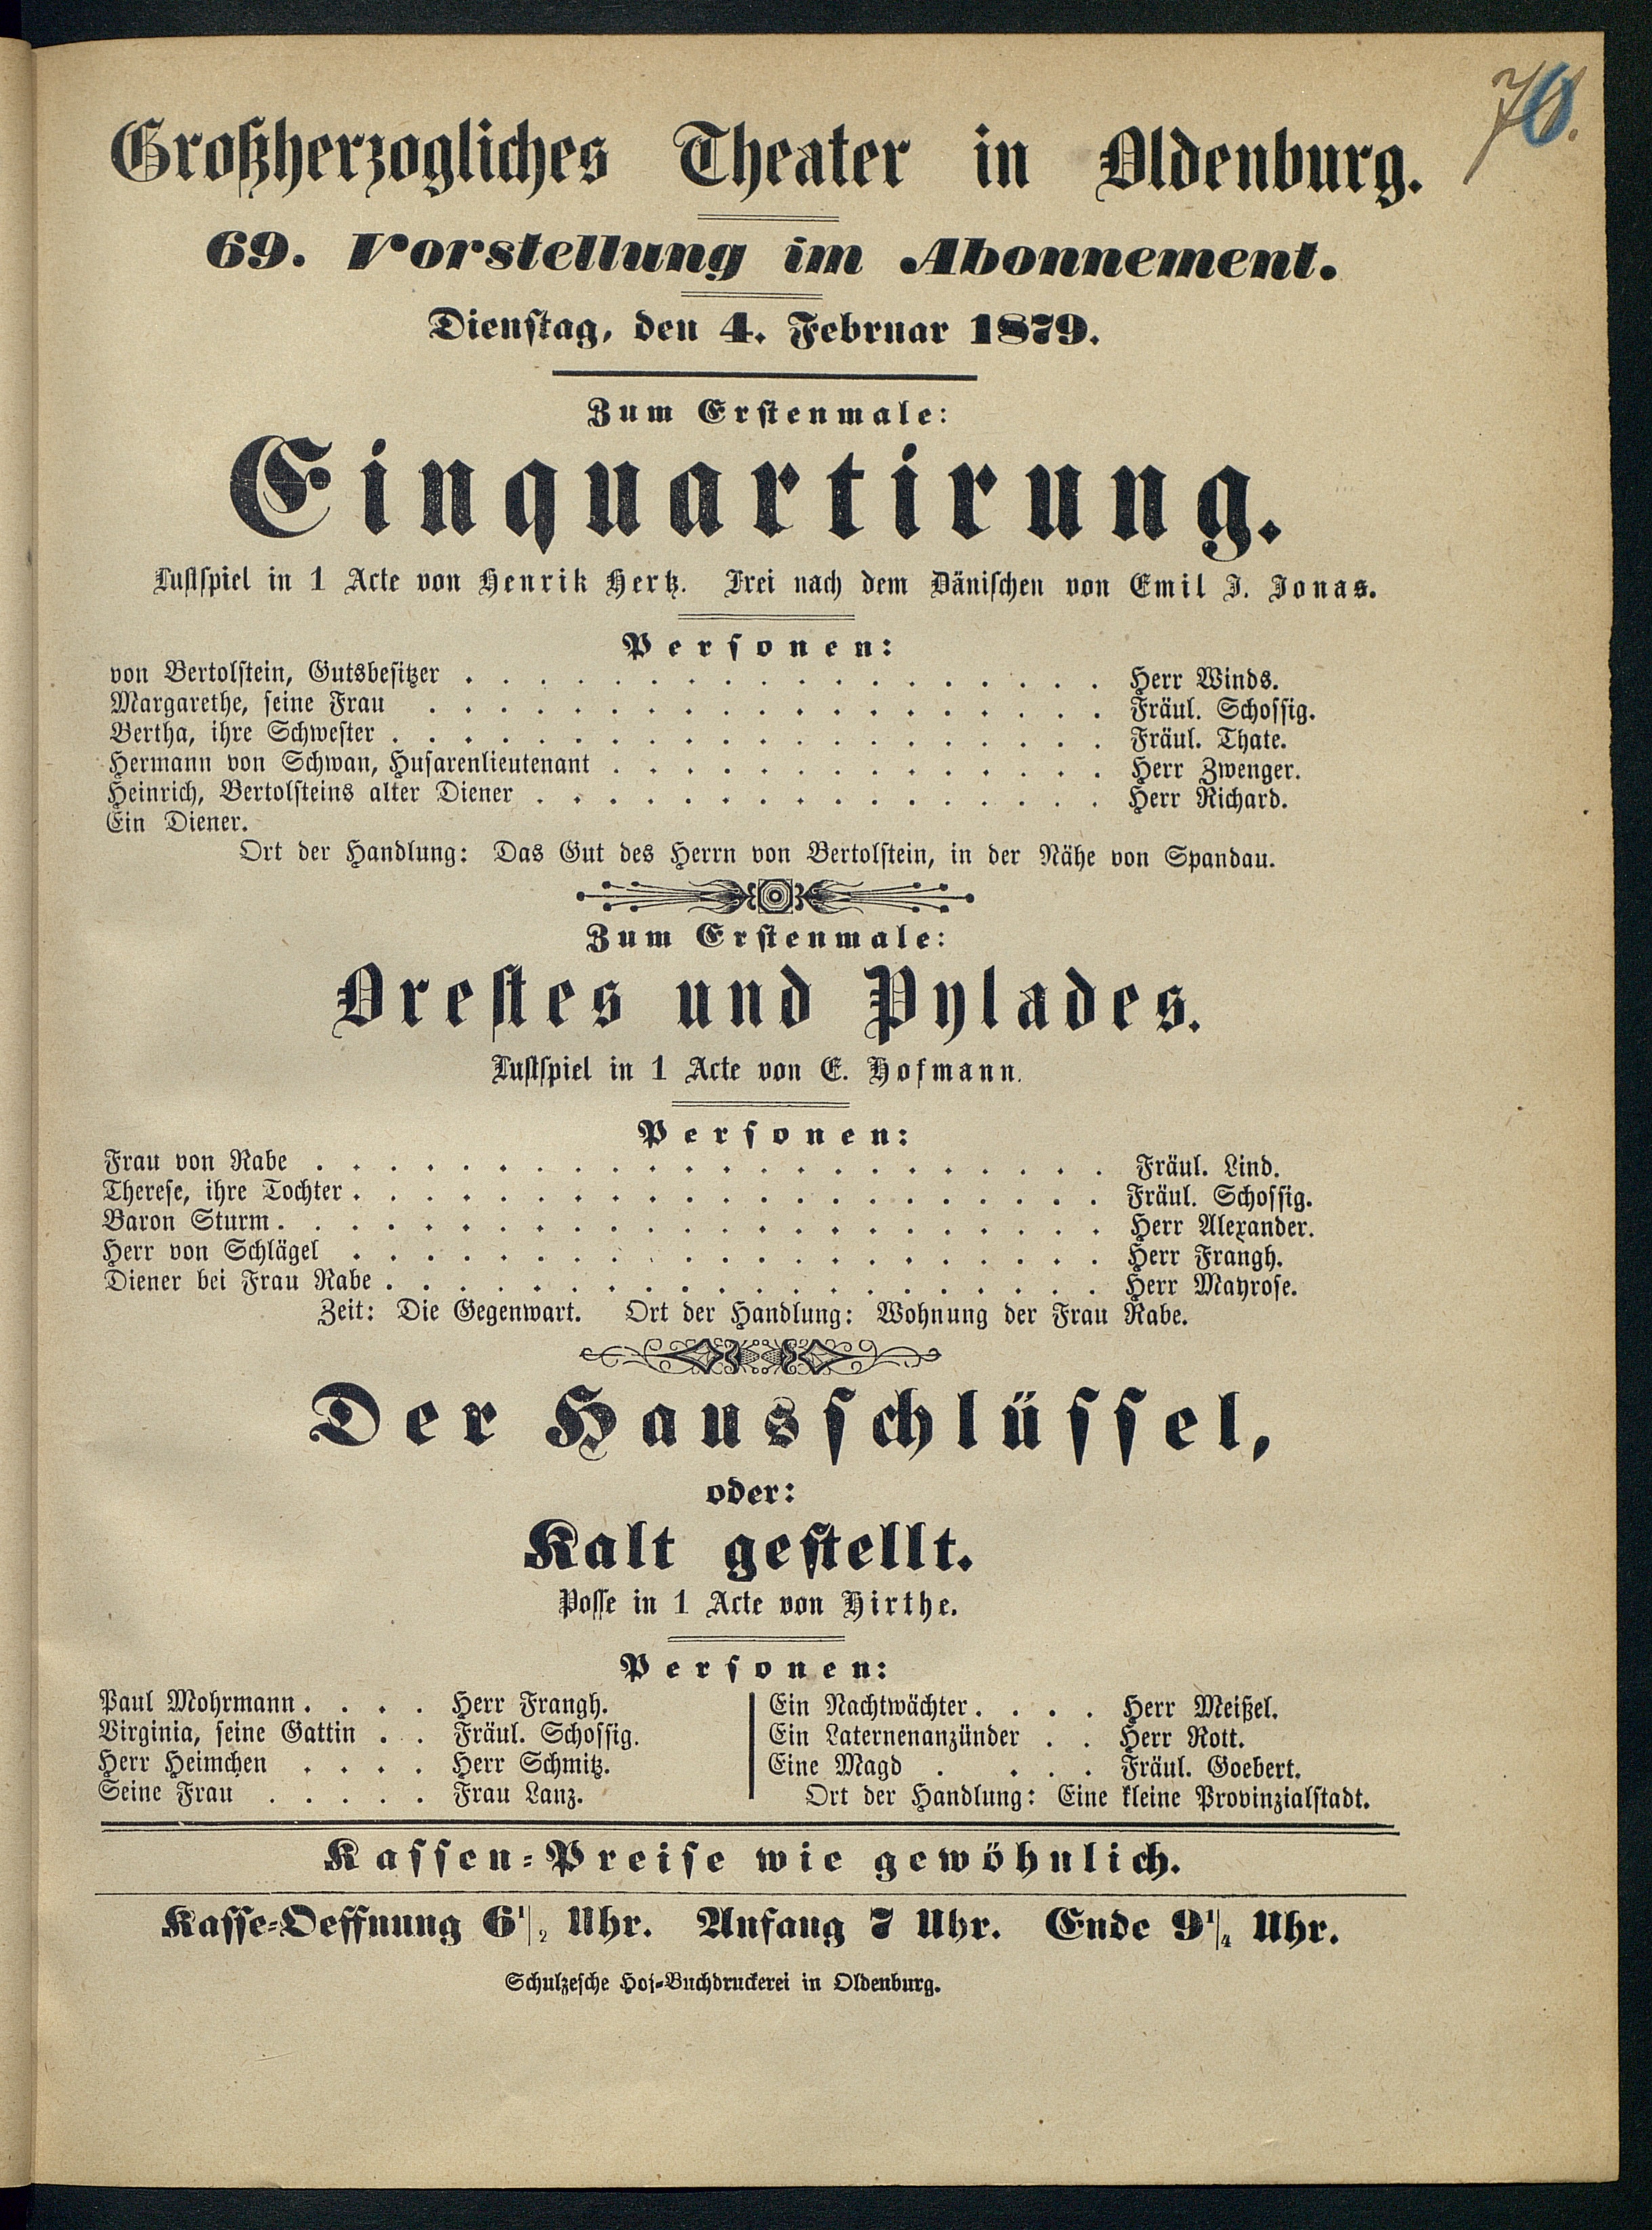 70.
Großherzogliches Theater in Oldenburg.
69. Vorstellung im Abonnement.
Dienstag, den 4. Februar 1879.
Zum Erstenmale:
Einquartirung.
Lustspiel in 1 Acte von Henrik Hertz. Frei nach dem Dänischen von Emil J. Jonas.
Personen:
von Bertolstein, Gutsbesitzer . . . . . . . . . . . . . . . . . . Herr Winds.
Margarethe, seine Frau . . . . . . . . . . . . . . . . . . . Fräul. Schossig.
Bertha, ihre Schwester . . . . . . . . . . . . . . . . . . . . Fräul. Thate.
Hermann von Schwan, Husarenlieutenant . . . . . . . . . . . . . . Herr Zwenger.
Heinrich, Bertolsteins alter Diener . . . . . . . . . . . . . . . . Herr Richard.
Ein Diener.
Ort der Handlung: Das Gut des Herrn von Bertolstein, in der Nähe von Spandau.
Zum Erstenmale:
Orestes und Pylades.
Lustspiel in 1 Acte von E. Hofmann.
Personen:
Frau von Rabe . . . . . . . . . . . . . . . . . . . . . . Fräul. Lind.
Therese, ihre Tochter . . . . . . . . . . . . . . . . . . . . . Fräul. Schossig.
Baron Sturm . . . . . . . . . . . . . . . . . . . . . . . Herr Alexander.
Herr von Schlägel . . . . . . . . . . . . . . . . . . . . . Herr Frangh.
Diener bei Frau Rabe . . . . . . . . . . . . . . . . . . . . Herr Mayrose.
Zeit: Die Gegenwart. Ort der Handlung: Wohnung der Frau Rabe.
Der Hausschlüssel,
oder:
Kalt gestellt.
Posse in 1 Acte von Hirthe.
Personen:
Paul Mohrmann . . . . Herr Frangh.
Virginia, seine Gattin . . Fräul. Schossig.
Herr Heimchen . . . . Herr Schmitz.
Seine Frau . . . . . Frau Lanz.
Ein Nachtwächter . . . . Herr Meißel.
Ein Laternenanzünder . . Herr Rott.
Eine Magd . . . . Fräul. Goebert.
Ort der Handlung: Eine kleine Provinzialstadt.
Kassen-Preise wie gewöhnlich.
Kasse-Oeffnung 6 1/2 Uhr. Anfang 7 Uhr. Ende 9 1/4 Uhr.
Schulzesche Hof-Buchdruckerei in Oldenburg.